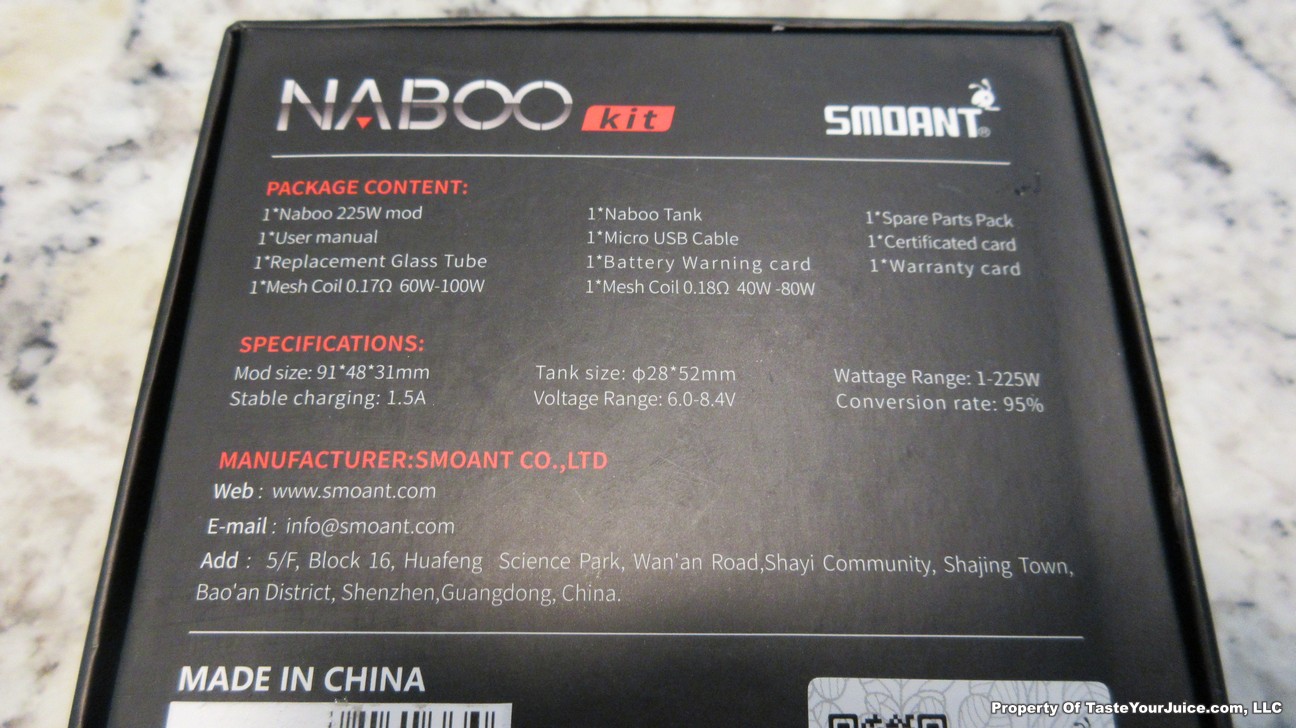 NABOO kit SMOANT®
PACKAGE CONTENT:
1*Naboo 225W mod 1*Naboo Tank 1*Spare Parts Pack
1*User manual 1*Micro USB Cable 1*Certificated card
1*Replacement Glass Tube 1*Battery Warning card 1*Warranty card
1*Mesh Coil 0.17Ω 60W-100W 1*Mesh Coil 0.18Ω 40W -80W
SPECIFICATIONS:
Mod size: 91*48*31mm Tank size: φ28*52mm Wattage Range: 1-225W
Stable charging: 1.5A Voltage Range: 6.0-8.4V Conversion rate: 95%
MANUFACTURER:SMOANT CO.,LTD
Web : www.smoant.com
E-mail : info@smoant.com
Add : 5/F, Block 16, Huafeng Science Park, Wan'an Road,Shayi Community, Shajing Town,
Bao'an District, Shenzhen,Guangdong, China.
MADE IN CHINA
Property Of TasteYourJuice.com, LLC